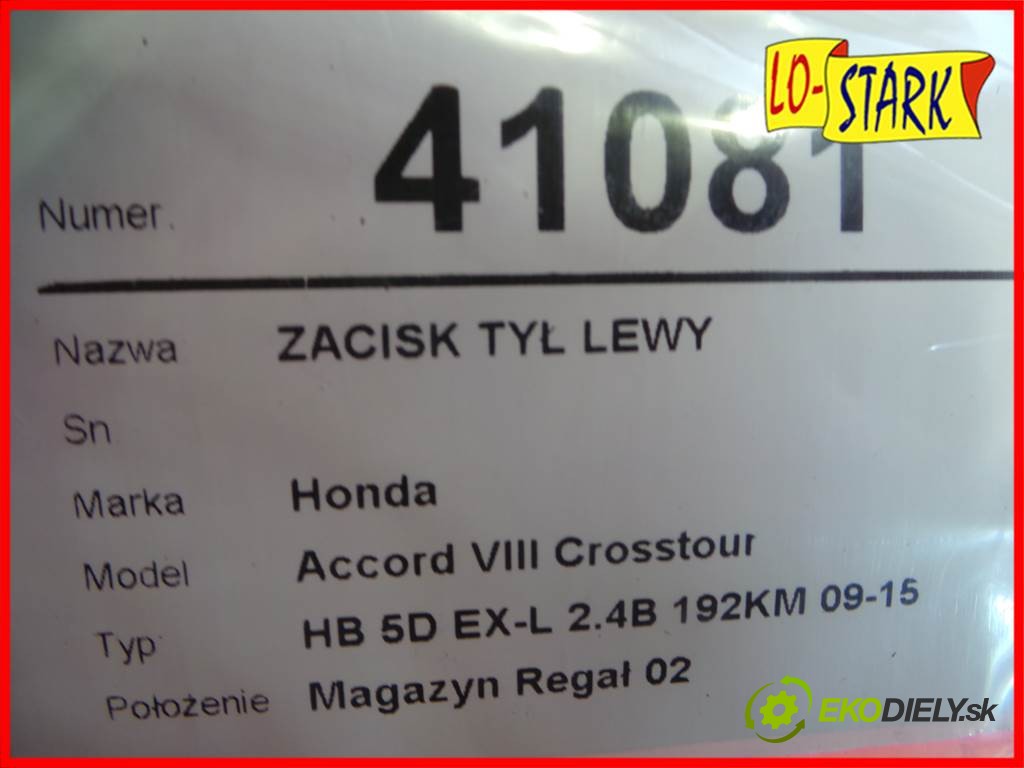 LO-STARK
Numer. 41081
Nazwa ZACISK TYŁ LEWY
Sn
Marka Honda
Model Accord VIII Crosstour
Typ HB 5D EX-L 2.4B 192KM 09-15
Położenie Magazyn Regał 02
EKODIELY.sk